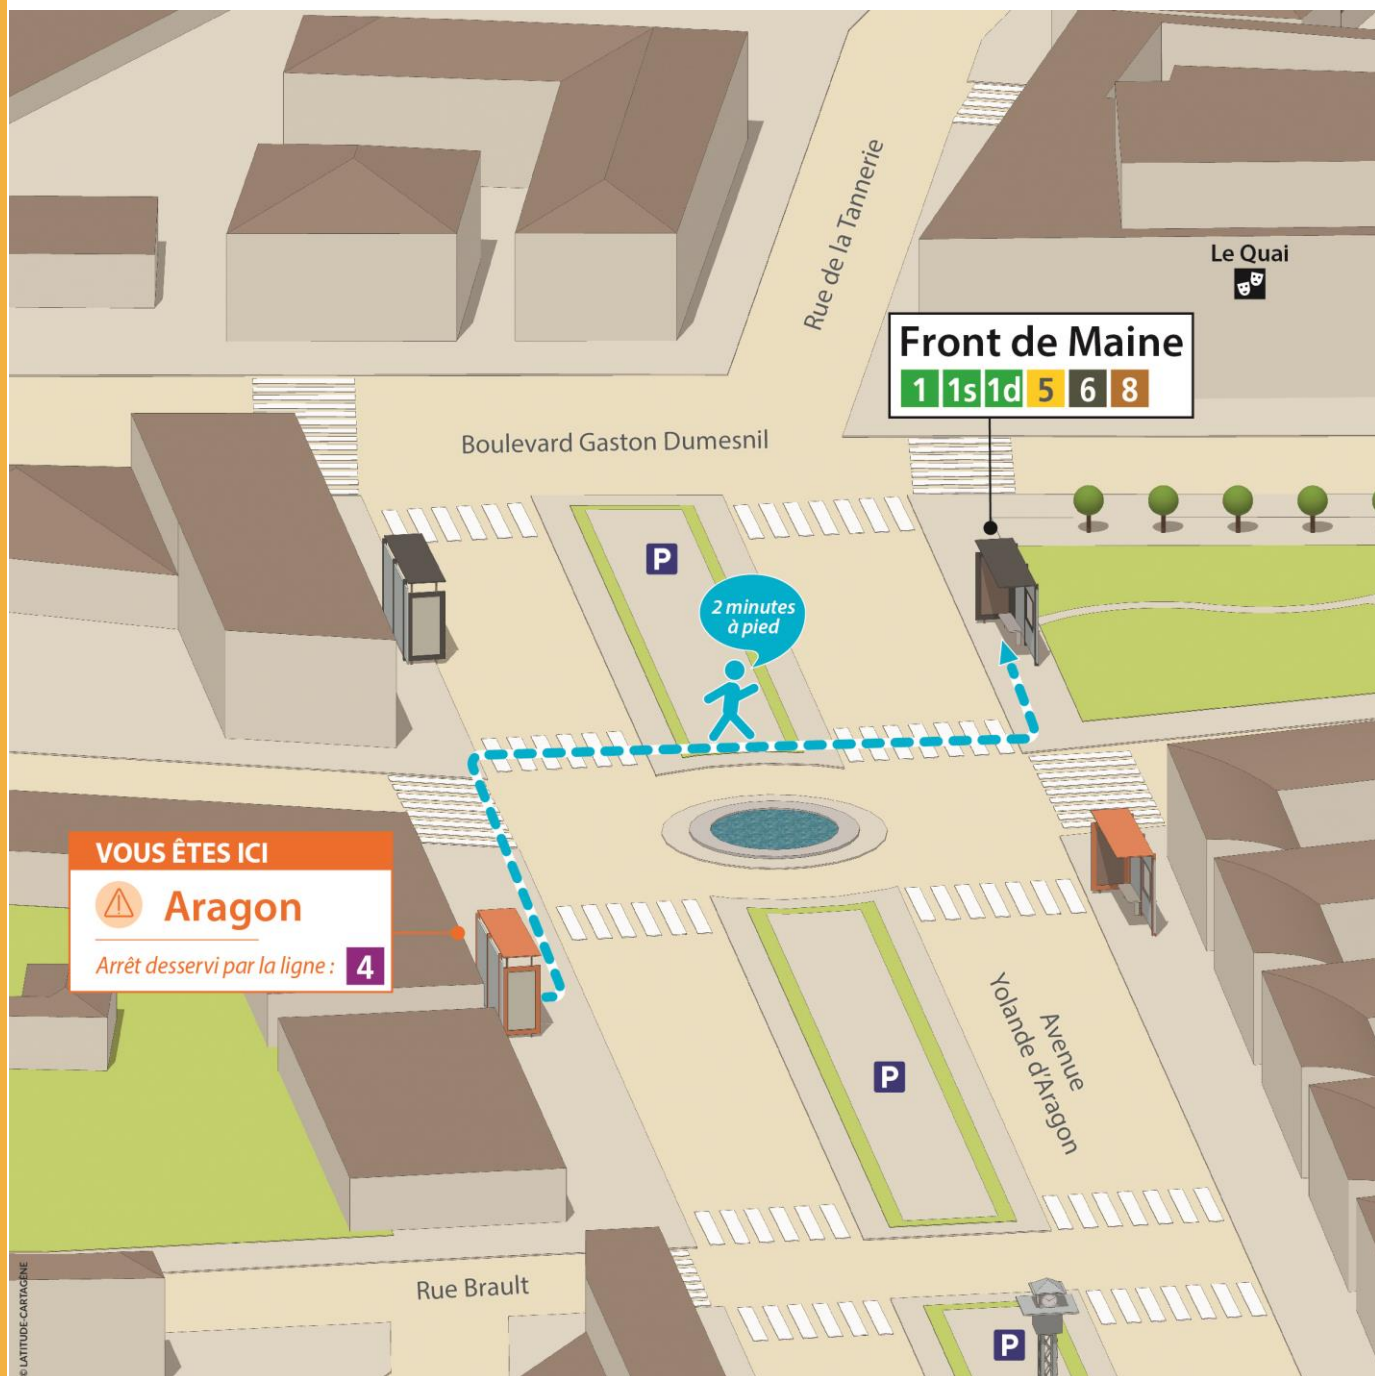 Rue de la Tannerie
Le Quai
Front de Maine
1 1s 1d 5 6 8
Boulevard Gaston Dumesnil
P
2 minutes
à pied
VOUS ÊTES ICI
Aragon
Arrêt desservi par la ligne : 4
Avenue
Yolande d'Aragon
P
Rue Brault
P
© LATITUDE-CARTAGÈNE